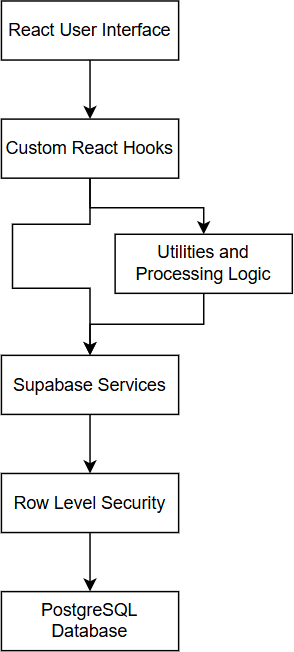 React User Interface
Custom React Hooks
Utilities and
Processing Logic
Supabase Services
Row Level Security
PostgreSQL
Database